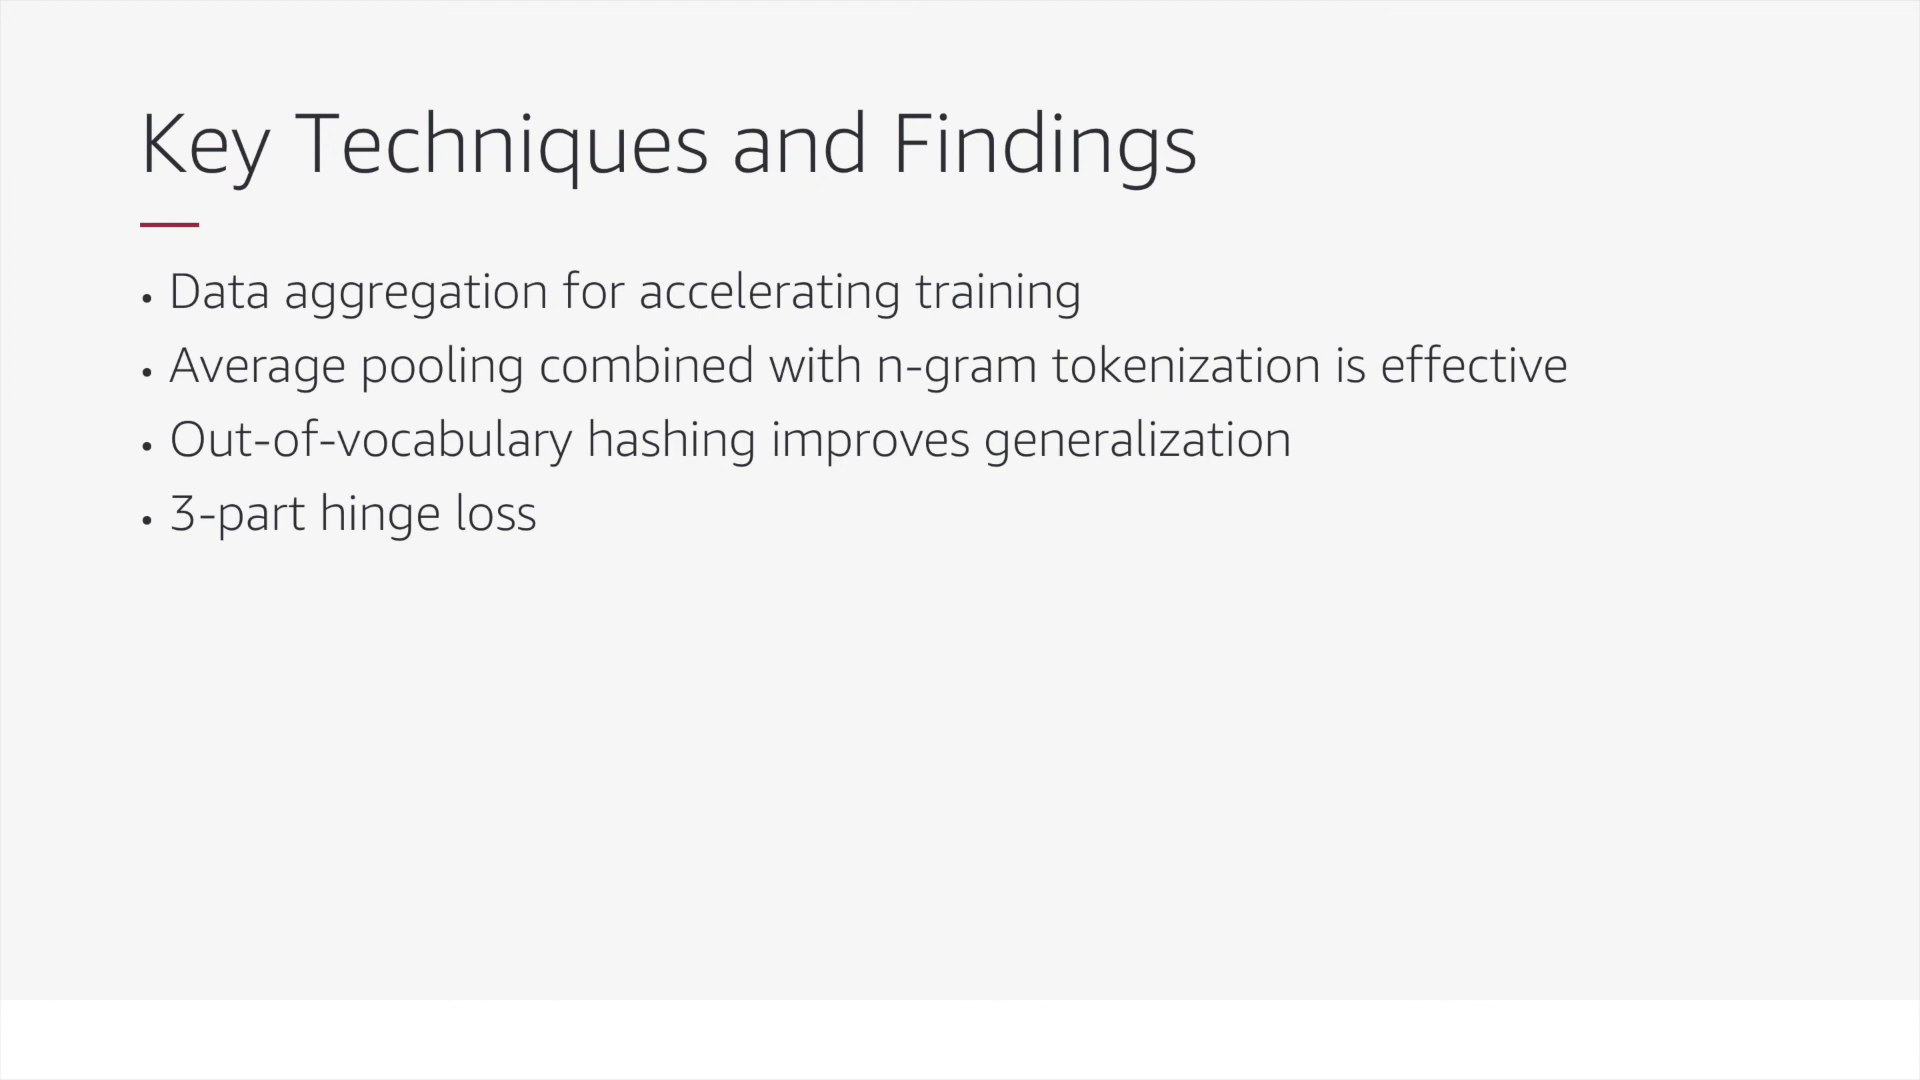 Key Techniques and Findings
• Data aggregation for accelerating training
• Average pooling combined with n-gram tokenization is effective
• Out-of-vocabulary hashing improves generalization
• 3-part hinge loss